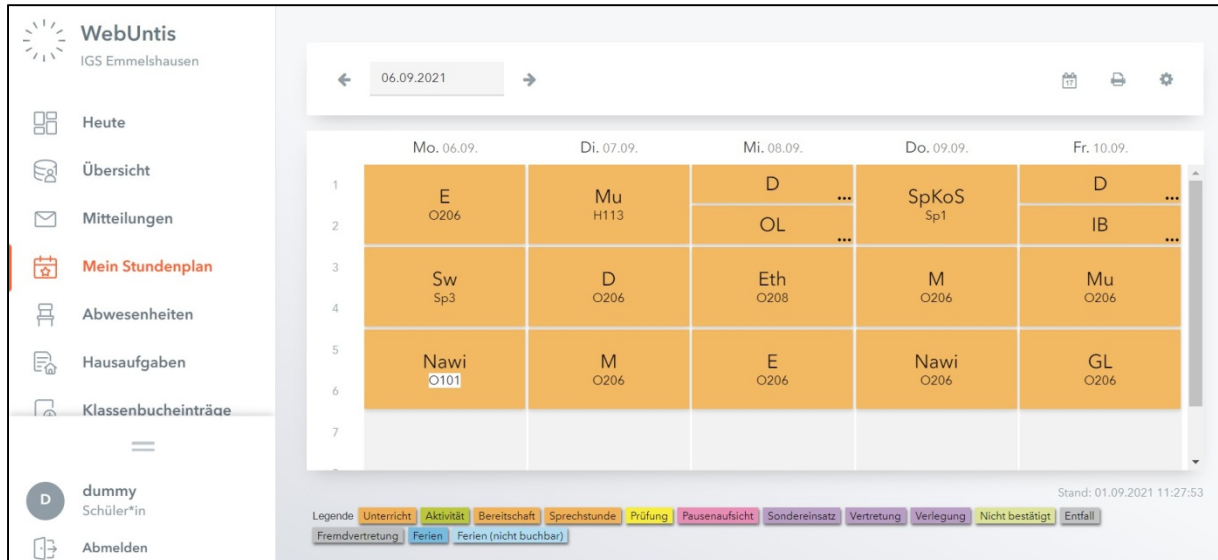 WebUntis
IGS Emmelshausen
Heute
Übersicht
Mitteilungen
Mein Stundenplan
Abwesenheiten
Hausaufgaben
Klassenbucheinträge
D
dummy
Schüler*in
Abmelden
06.09.2021
17
Mo. 06.09. Di. 07.09. Mi. 08.09. Do. 09.09. Fr. 10.09.
1
2
E
O206
Mu
H113
D ...
OL ...
SpKoS
Sp1
D ...
IB ...
3
4
Sw
Sp3
D
O206
Eth
O208
M
O206
Mu
O206
5
6
Nawi
O101
M
O206
E
O206
Nawi
O206
GL
O206
7
Stand: 01.09.2021 11:27:53
Legende Unterricht Aktivität Bereitschaft Sprechstunde Prüfung Pausenaufsicht Sondereinsatz Vertretung Verlegung Nicht bestätigt Entfall
Fremdvertretung Ferien Ferien (nicht buchbar)